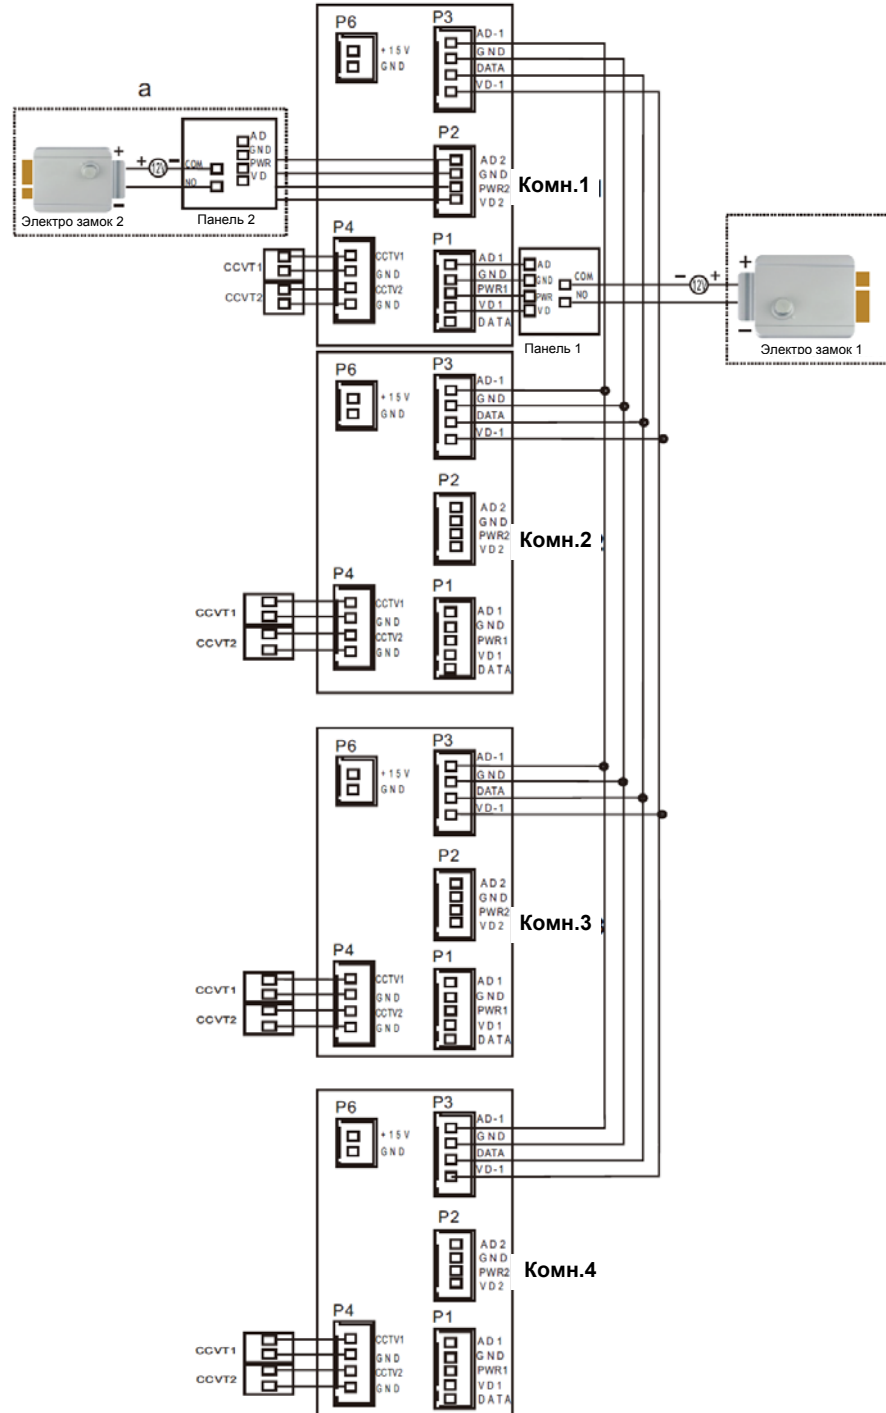 P6
+15V
GND
P3
AD-1
GND
DATA
VD-1
a
+
-
+
12V
-
COM
NO
AD
GND
PWR
VD
Электро замок 2
Панель 2
P2
AD2
GND
PWR2
VD2
Комн.1
P4
CCTV1
GND
CCTV2
GND
CCVT1
CCVT2
P1
AD1
GND
PWR1
VD1
DATA
AD
GND
PWR
VD
COM
NO
Панель 1
-
12V
+
+
-
Электро замок 1
P6
+15V
GND
P3
AD-1
GND
DATA
VD-1
P2
AD2
GND
PWR2
VD2
Комн.2
P4
CCTV1
GND
CCTV2
GND
CCVT1
CCVT2
P1
AD1
GND
PWR1
VD1
DATA
P6
+15V
GND
P3
AD-1
GND
DATA
VD-1
P2
AD2
GND
PWR2
VD2
Комн.3
P4
CCTV1
GND
CCTV2
GND
CCVT1
CCVT2
P1
AD1
GND
PWR1
VD1
DATA
P6
+15V
GND
P3
AD-1
GND
DATA
VD-1
P2
AD2
GND
PWR2
VD2
Комн.4
P4
CCTV1
GND
CCTV2
GND
CCVT1
CCVT2
P1
AD1
GND
PWR1
VD1
DATA